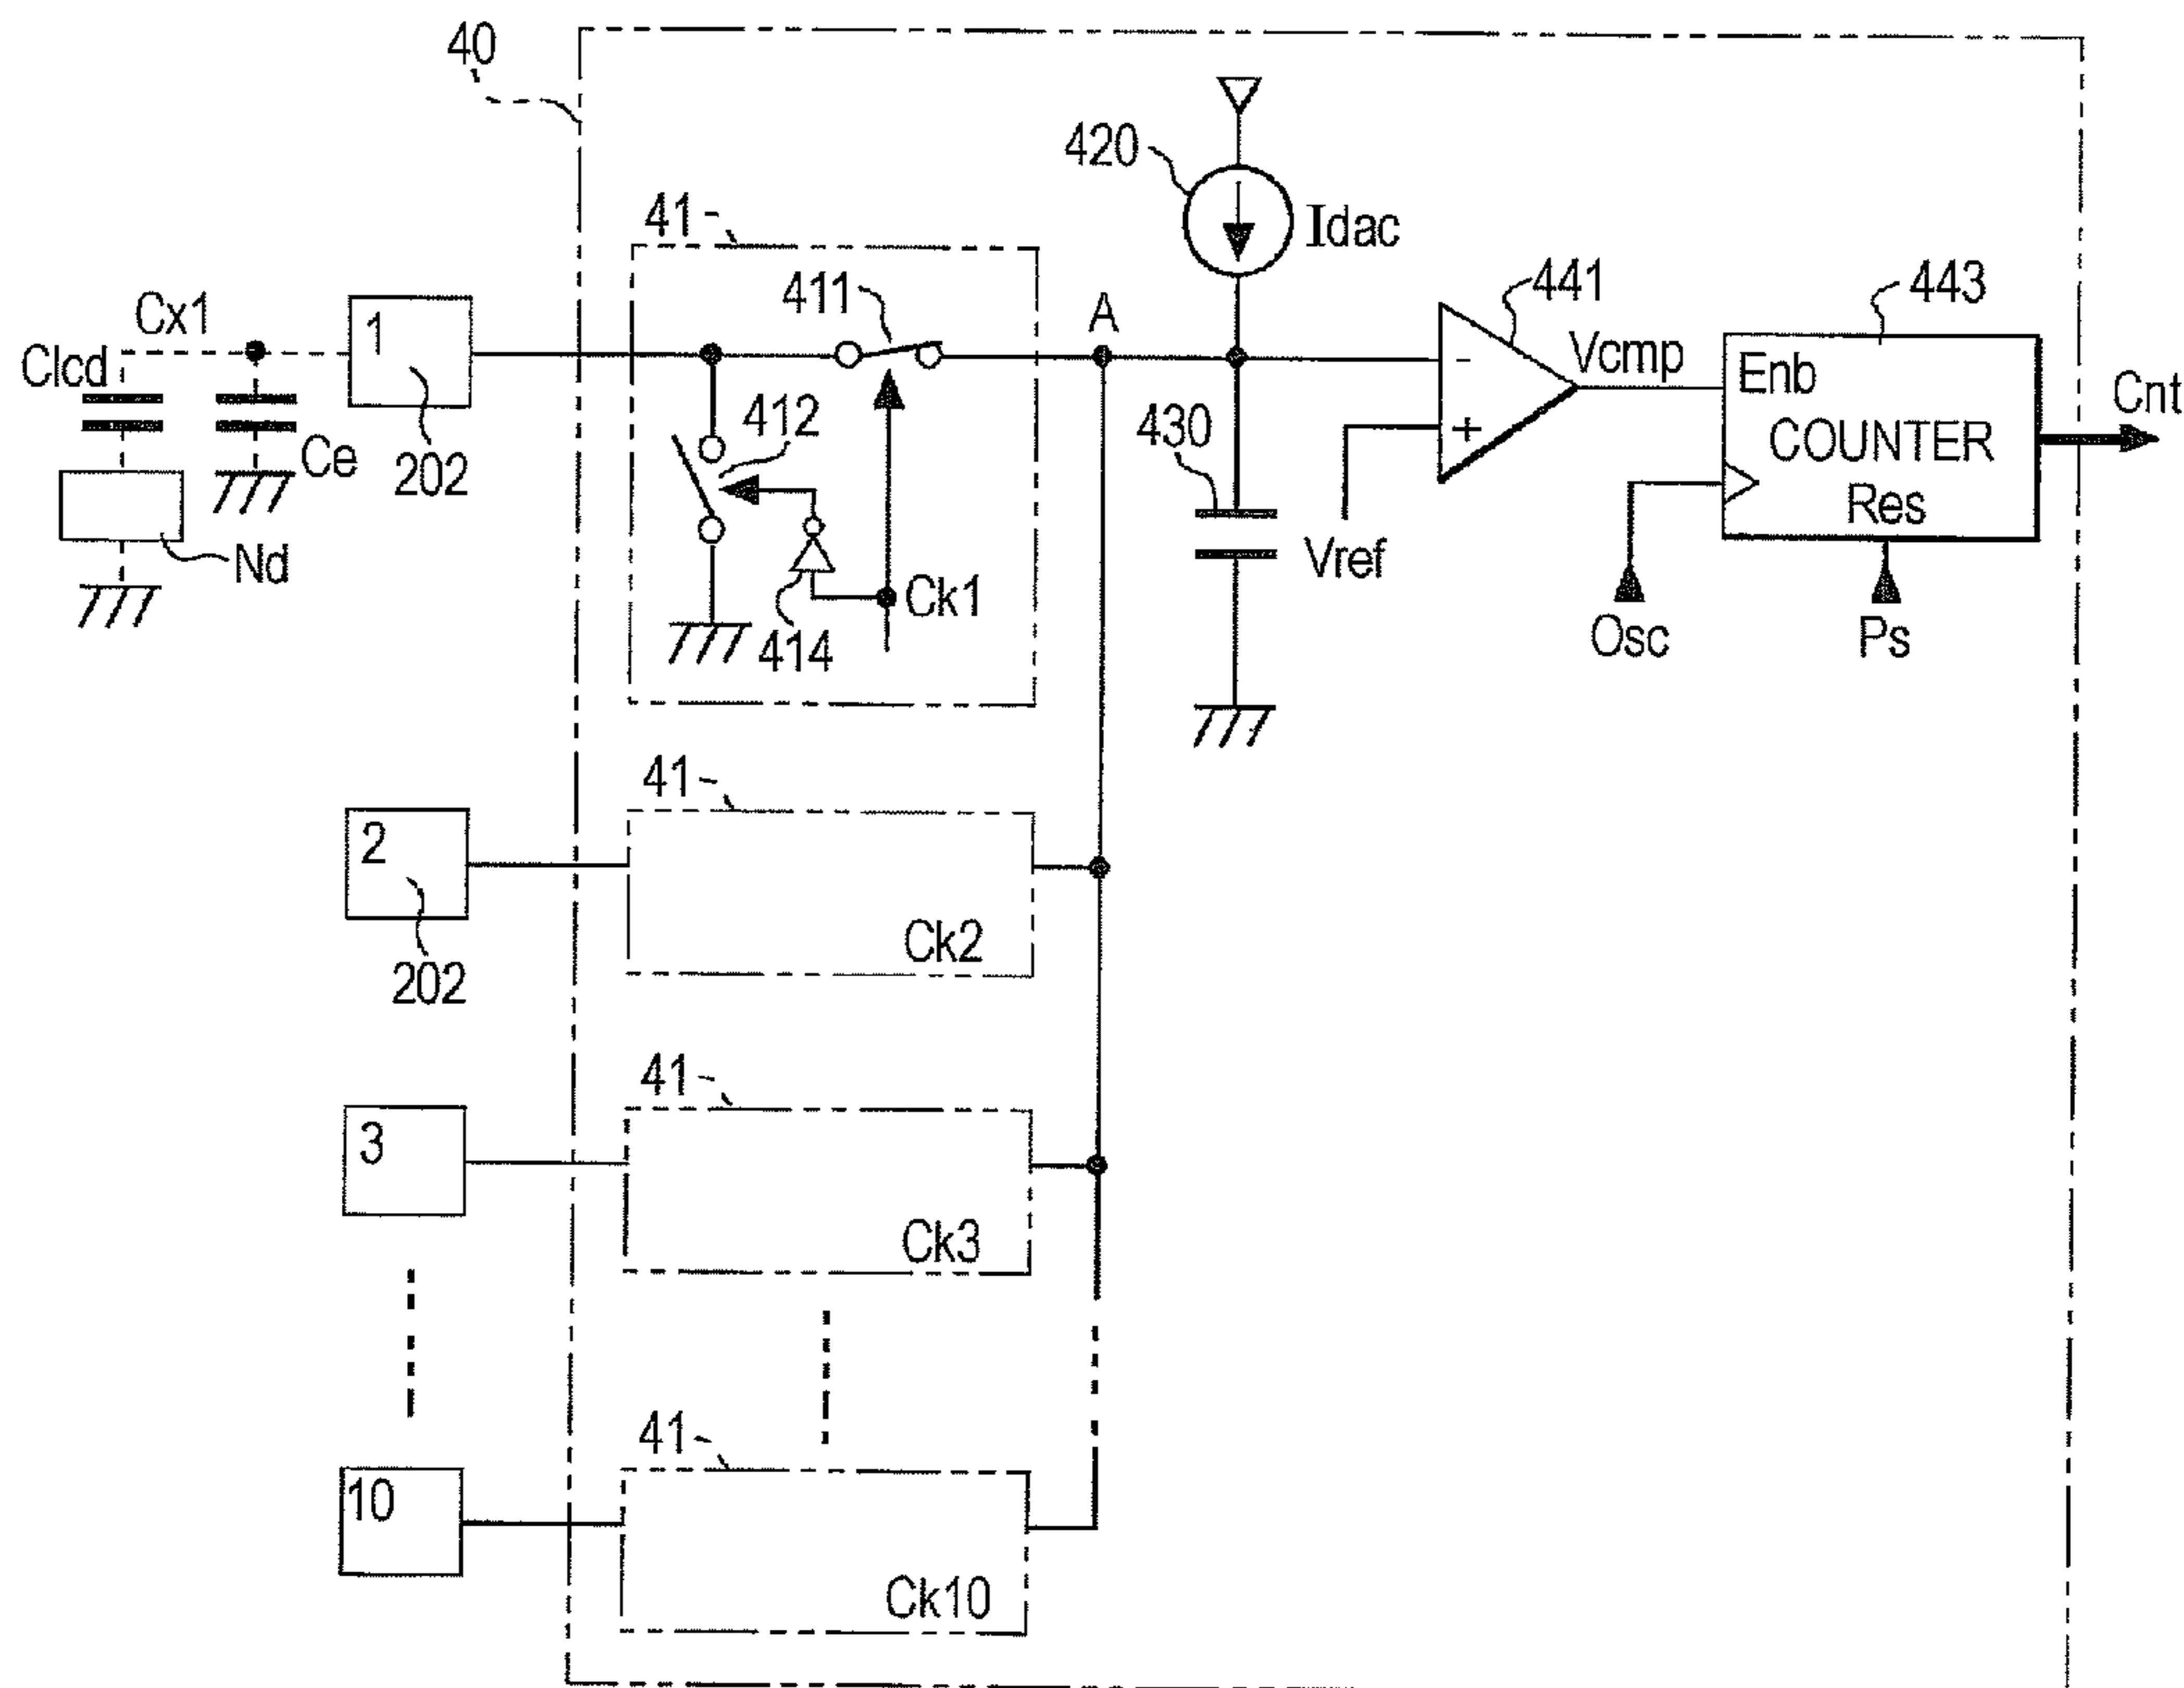 40
420
Idac
41
411
A
441
443
Cx1
1
Vcmp
Enb
Cnt
Clcd
412
430
-
+
COUNTER
Ce
202
Res
Nd
Vref
414
Ck1
Osc
Ps
41
2
Ck2
202
41
3
Ck3
41
10
Ck10